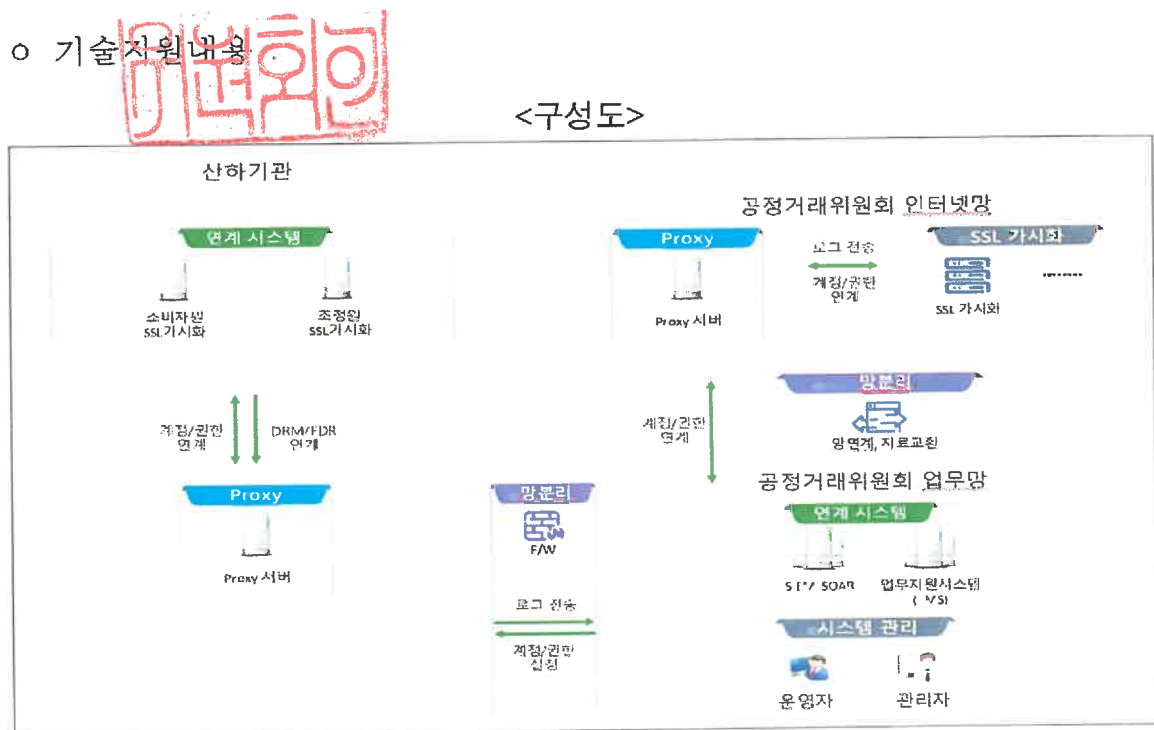 ㅇ 기술지원내용
<구성도>
산하기관
연계 시스템
소비자원
SSL가시화
조정원
SSL가시화
계정/권한
연계
DRM/FDR
연계
Proxy
Proxy 서버
망분리
F/W
로그 전송
계정/권한
공정거래위원회 인터넷망
Proxy
Proxy 서버
로그 전송
계정/권한
연계
SSL 가시화
SSL 가시화
계정/권한
연계
망분리
망연계, 자료교환
공정거래위원회 업무망
연계 시스템
SOAR
업무지원시스템
시스템 관리
운영자
관리자